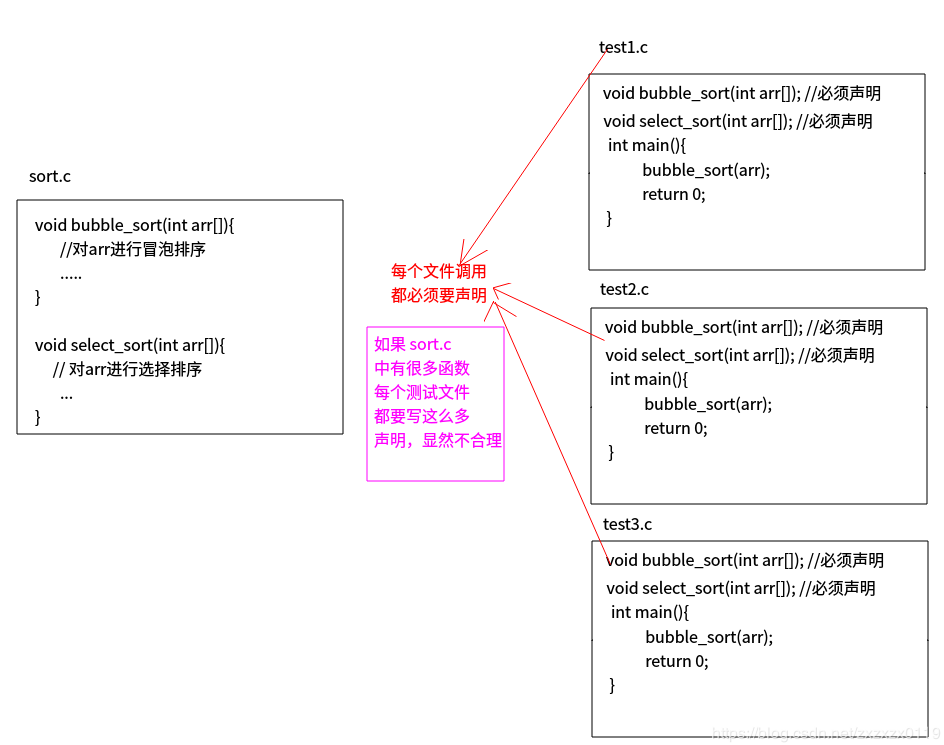 sort.c
void bubble_sort(int arr[]){
//对arr进行冒泡排序
.....
}
void select_sort(int arr[]){
// 对arr进行选择排序
...
}
每个文件调用
都必须要声明
如果 sort.c
中有很多函数
每个测试文件
都要写这么多
声明，显然不合理
test1.c
void bubble_sort(int arr[]); //必须声明
void select_sort(int arr[]); //必须声明
int main(){
bubble_sort(arr);
return 0;
}
test2.c
void bubble_sort(int arr[]); //必须声明
void select_sort(int arr[]); //必须声明
int main(){
bubble_sort(arr);
return 0;
}
test3.c
void bubble_sort(int arr[]); //必须声明
void select_sort(int arr[]); //必须声明
int main(){
bubble_sort(arr);
return 0;
}